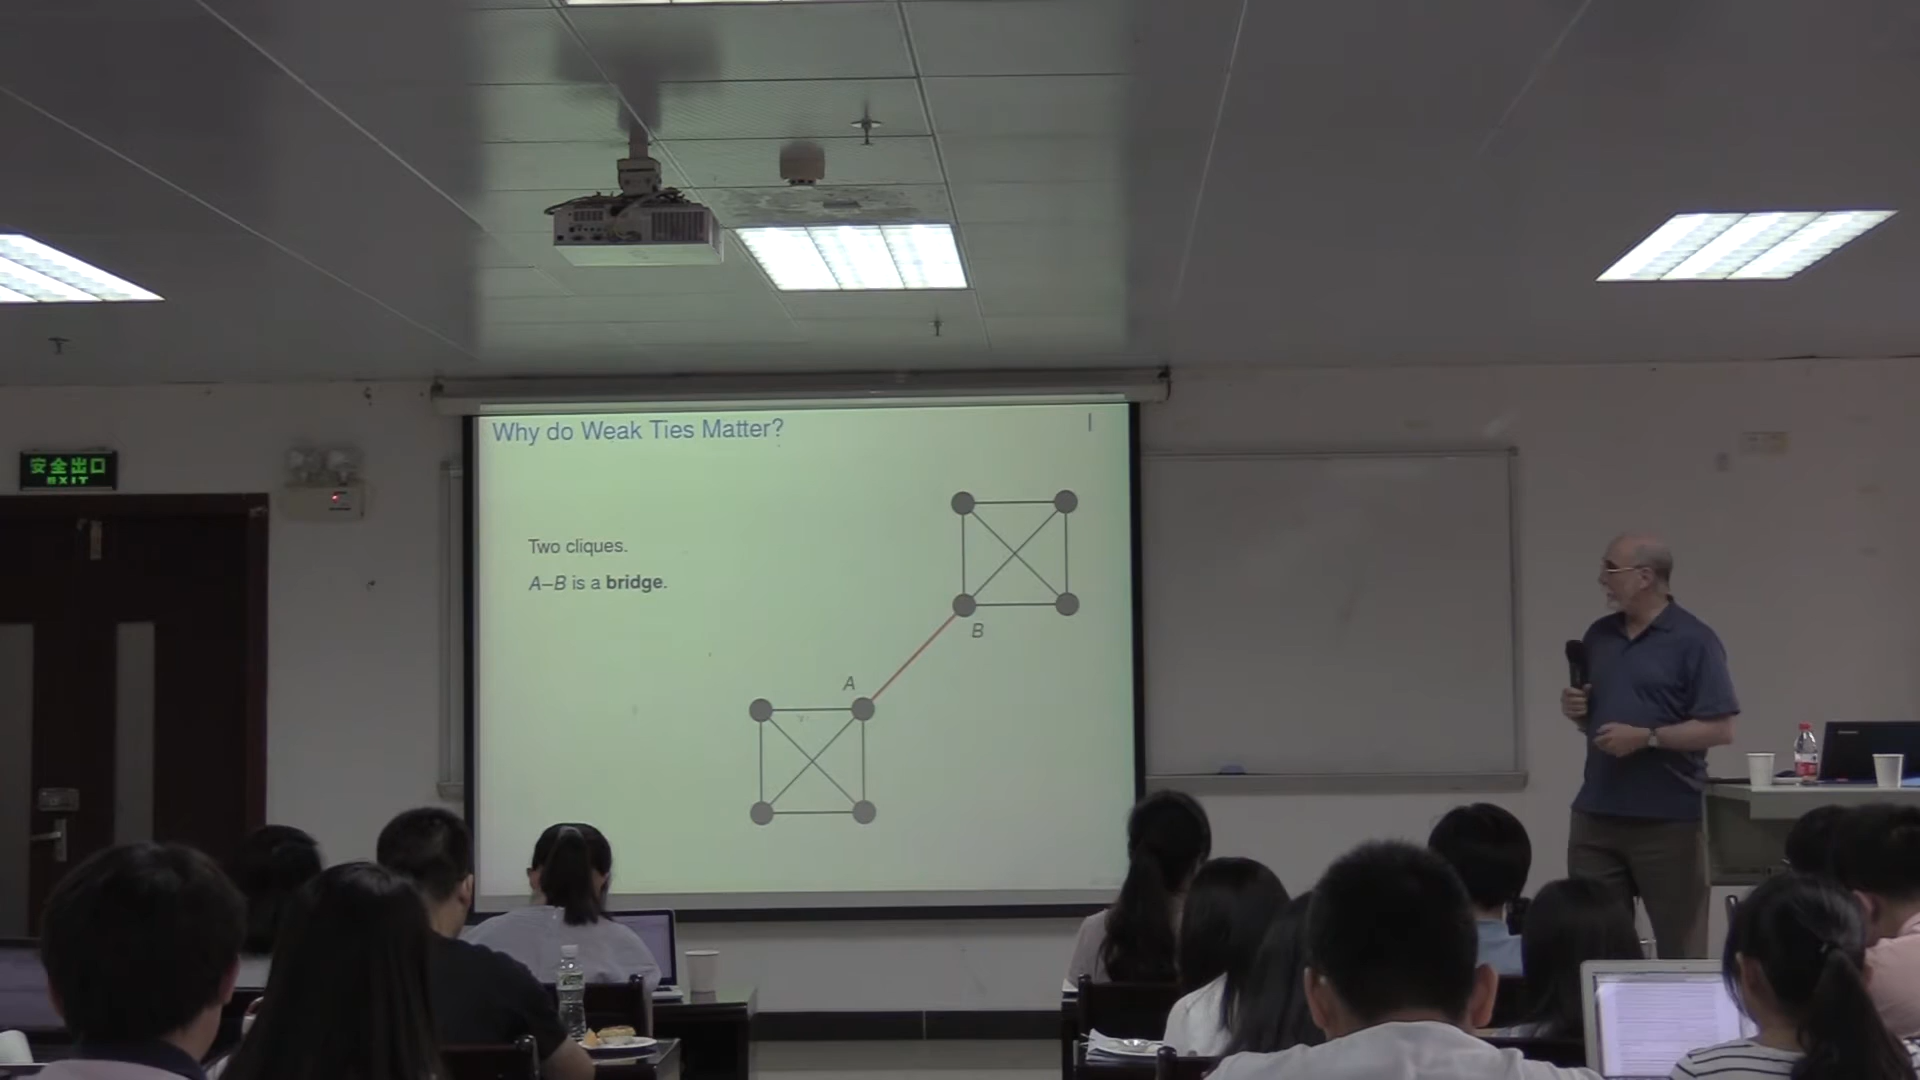 Why do Weak Ties Matter?
I
Two cliques.
A–B is a bridge.
B
A
安全出口
EXIT